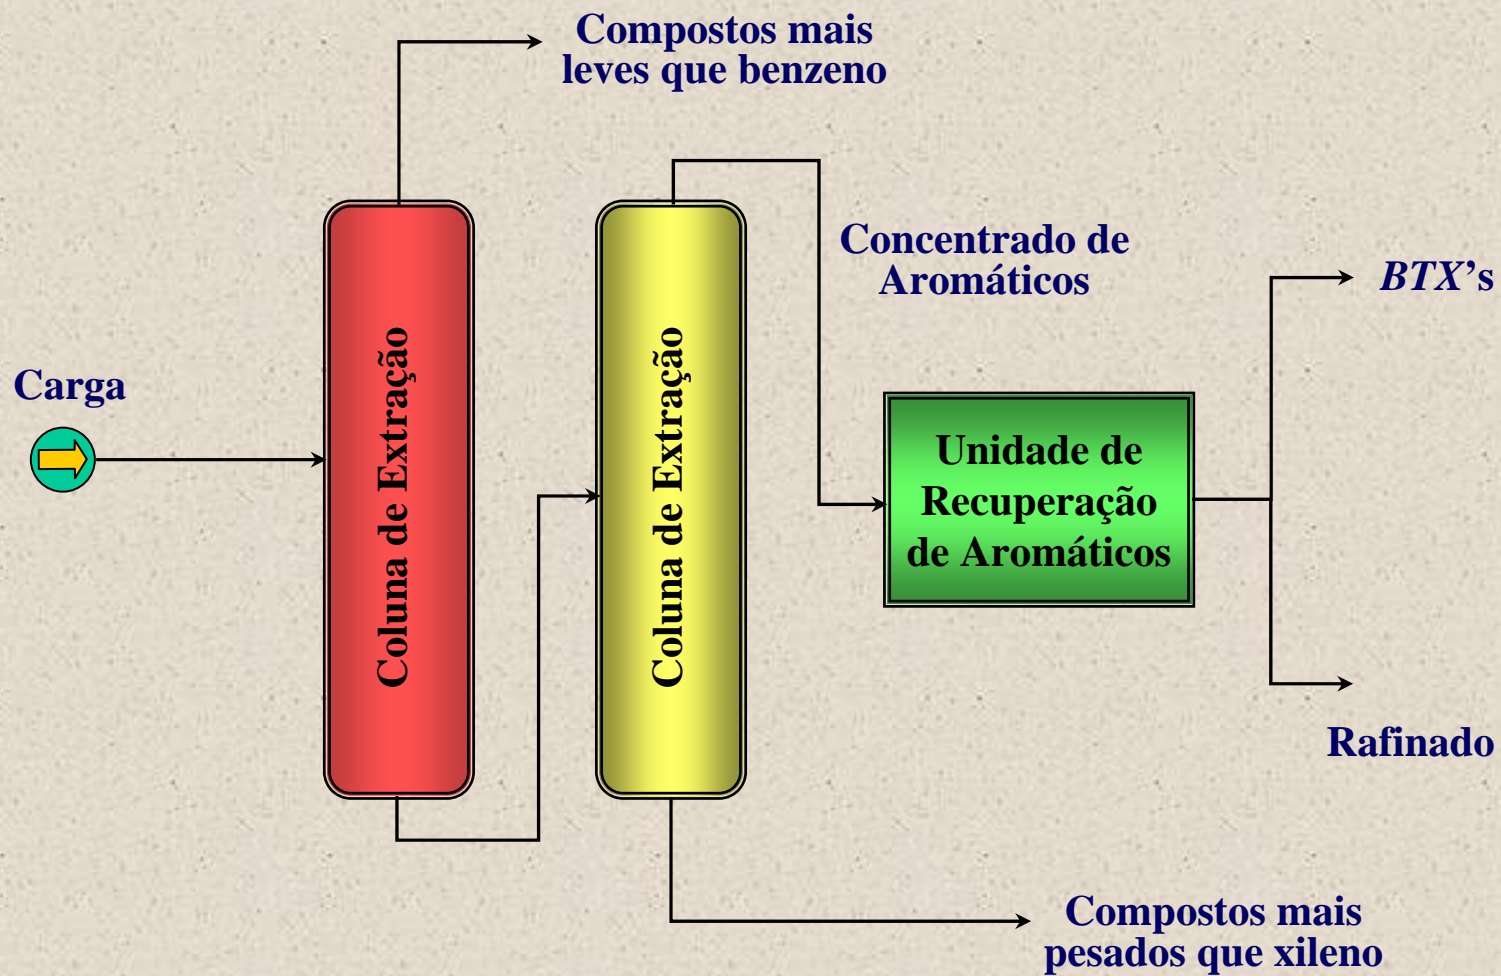 Compostos mais
leves que benzeno
Concentrado de
Aromáticos
BTX's
Carga
Coluna de Extração
Coluna de Extração
Unidade de
Recuperação
de Aromáticos
Rafinado
Compostos mais
pesados que xileno